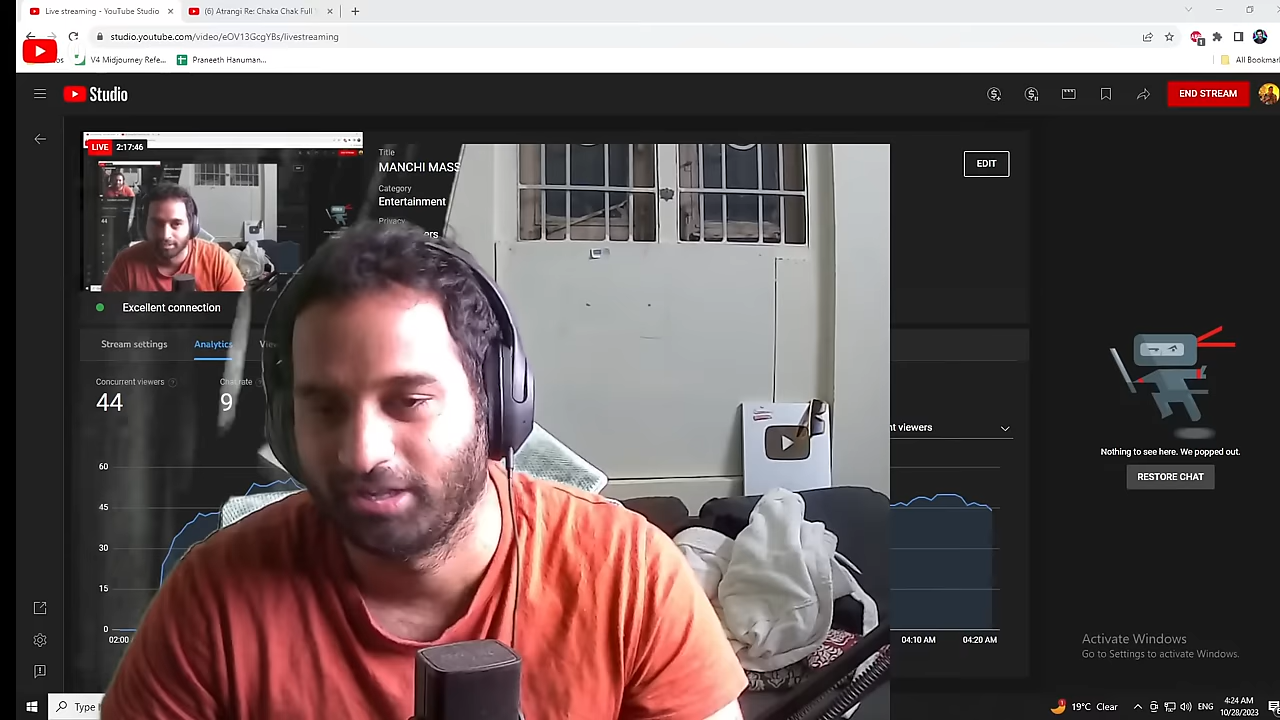 Live streaming - YouTube Studio
(6) Atrangi Re: Chaka Chak Full
studio.youtube.com/video/eOV13GcgYBs/livestreaming
V4 Midjourney Refe...
Praneeth Hanuman...
All Bookmar
Studio
END STREAM
LIVE 2:17:46
Title
MANCHI MASS
EDIT
Category
Entertainment
Privacy
Excellent connection
Stream settings
Analytics
Concurrent viewers
44
9
nt viewers
60
45
30
15
0
02:00
04:10 AM
04:20 AM
Nothing to see here. We popped out.
RESTORE CHAT
Activate Windows
Go to Settings to activate Windows.
Type
19°C Clear
ENG
4:24 AM
10/28/2023